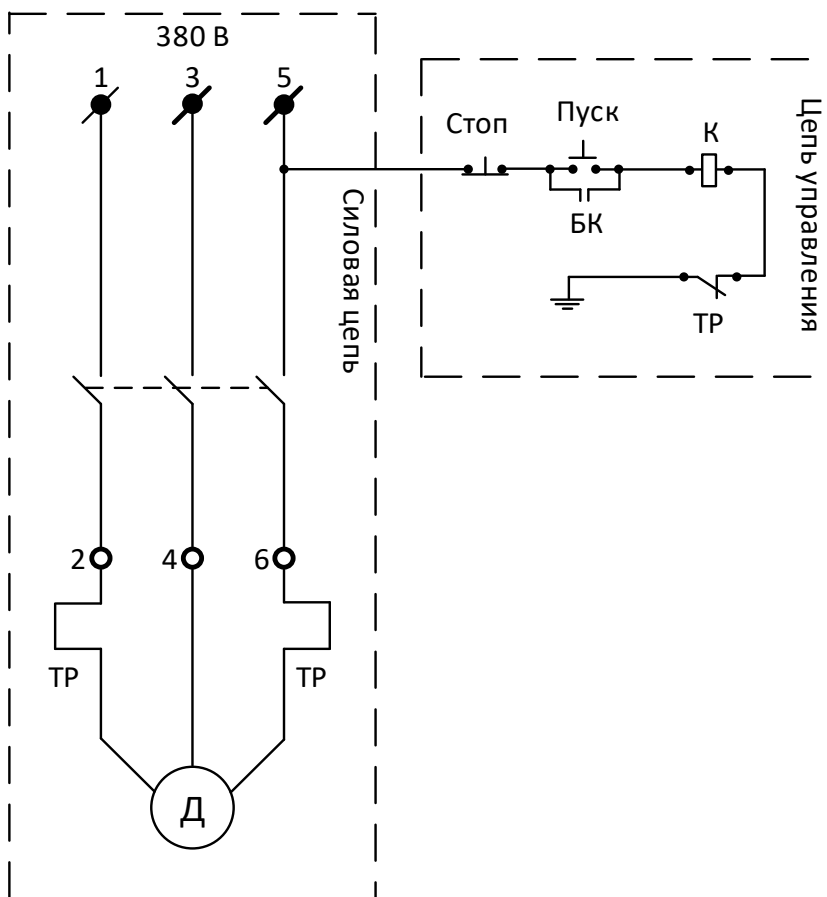 380 В
1
3
5
Стоп
Пуск
К
БК
ТР
Цепь управления
Силовая цепь
2
4
6
ТР
ТР
Д